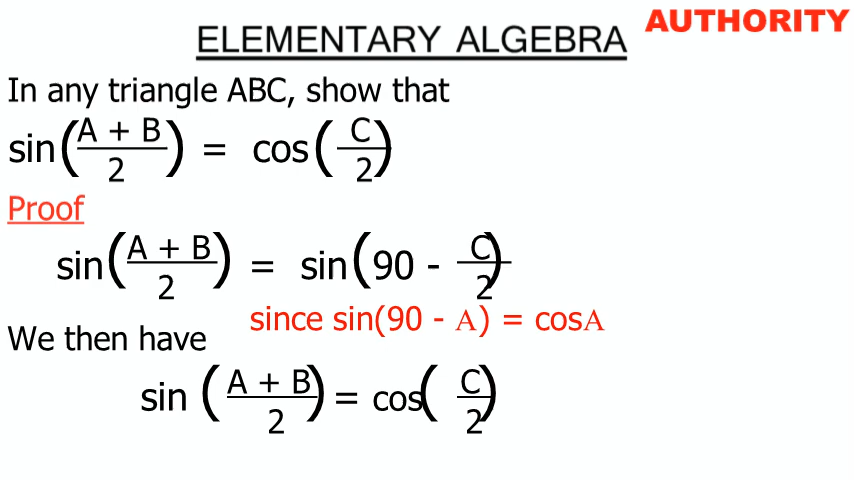 AUTHORITY
ELEMENTARY ALGEBRA
In any triangle ABC, show that
sin(A + B / 2) = cos(C / 2)
Proof
sin(A + B / 2) = sin(90 - C / 2)
since sin(90 - A) = cosA
We then have
sin (A + B / 2) = cos(C / 2)